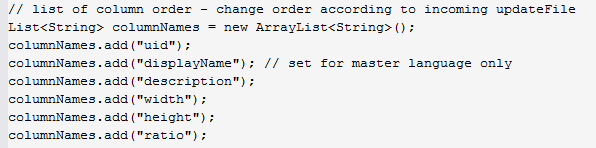 // list of column order - change order according to incoming updateFile
List<String> columnNames = new ArrayList<String>();
columnNames.add("uid");
columnNames.add("displayName"); // set for master language only
columnNames.add("description");
columnNames.add("width");
columnNames.add("height");
columnNames.add("ratio");